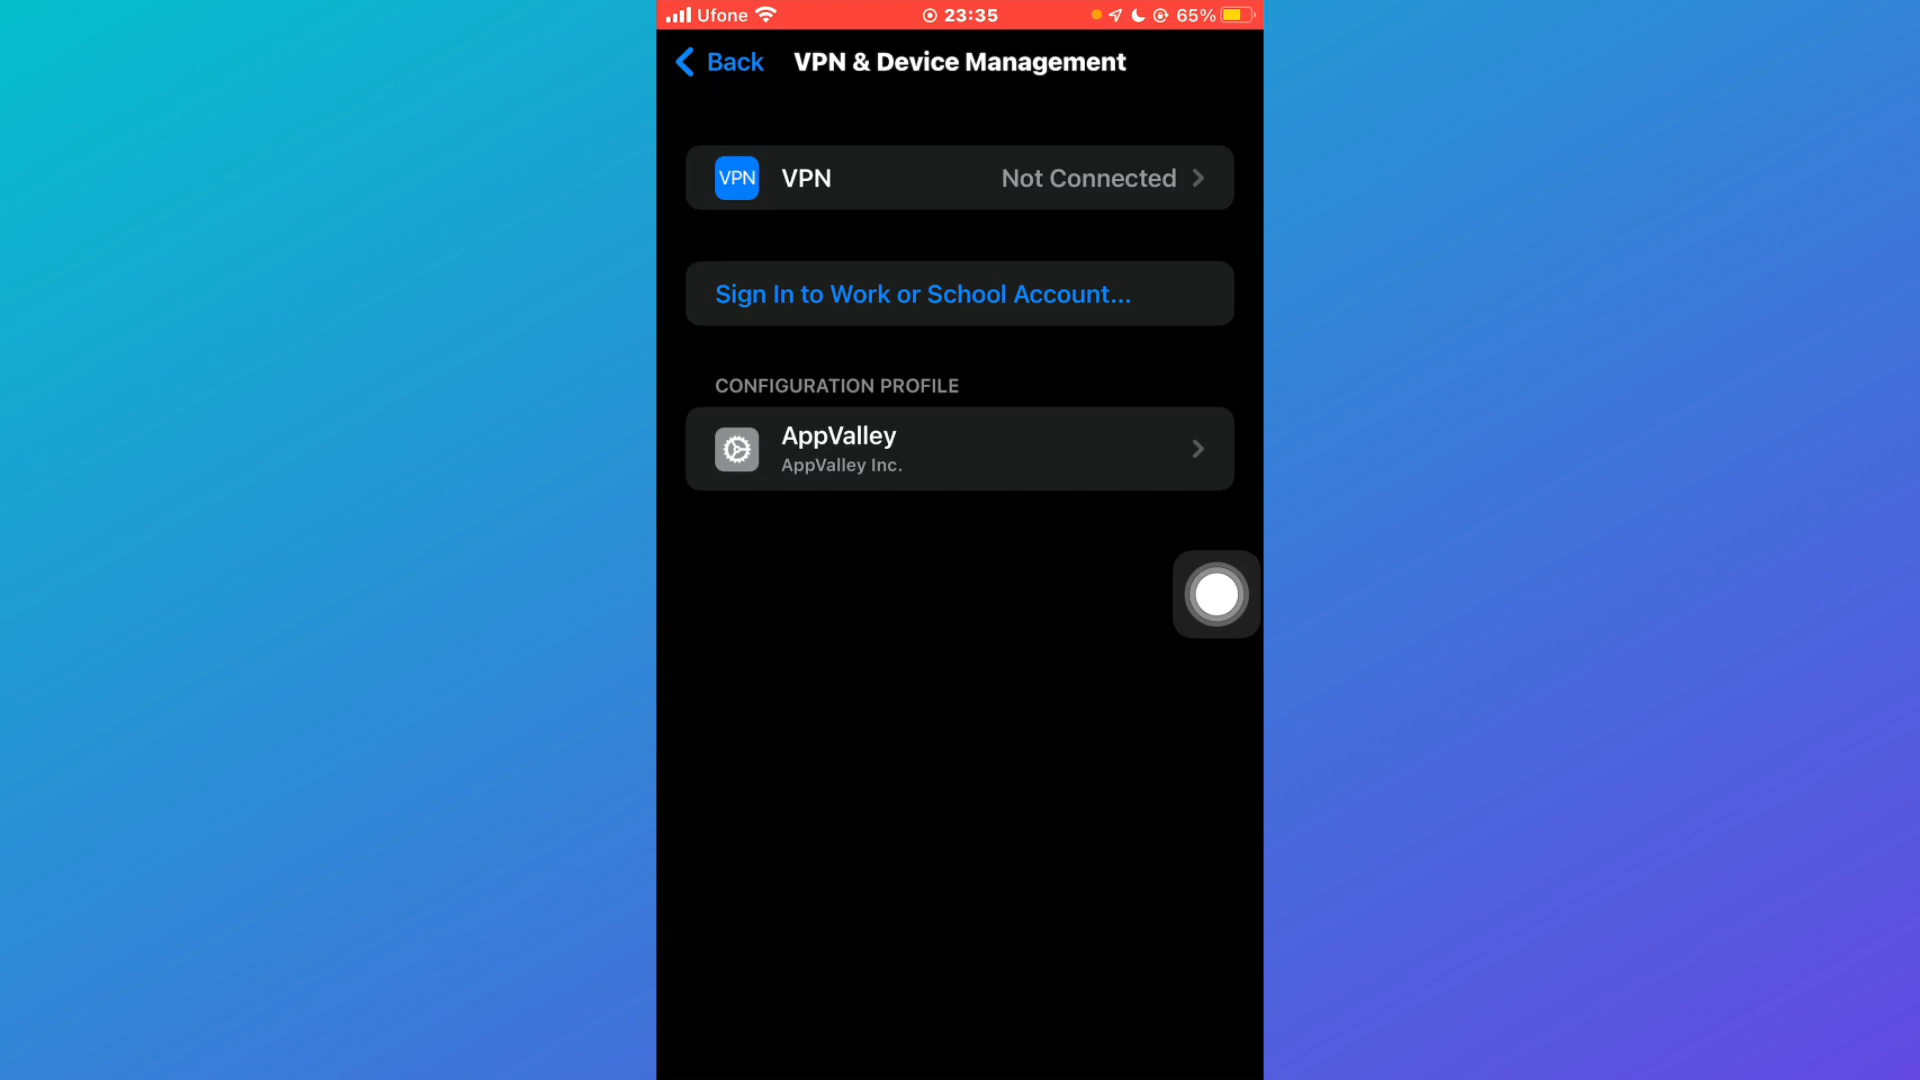 Ufone 23:35 65%
Back VPN & Device Management
VPN VPN Not Connected
Sign In to Work or School Account...
CONFIGURATION PROFILE
AppValley
AppValley Inc.